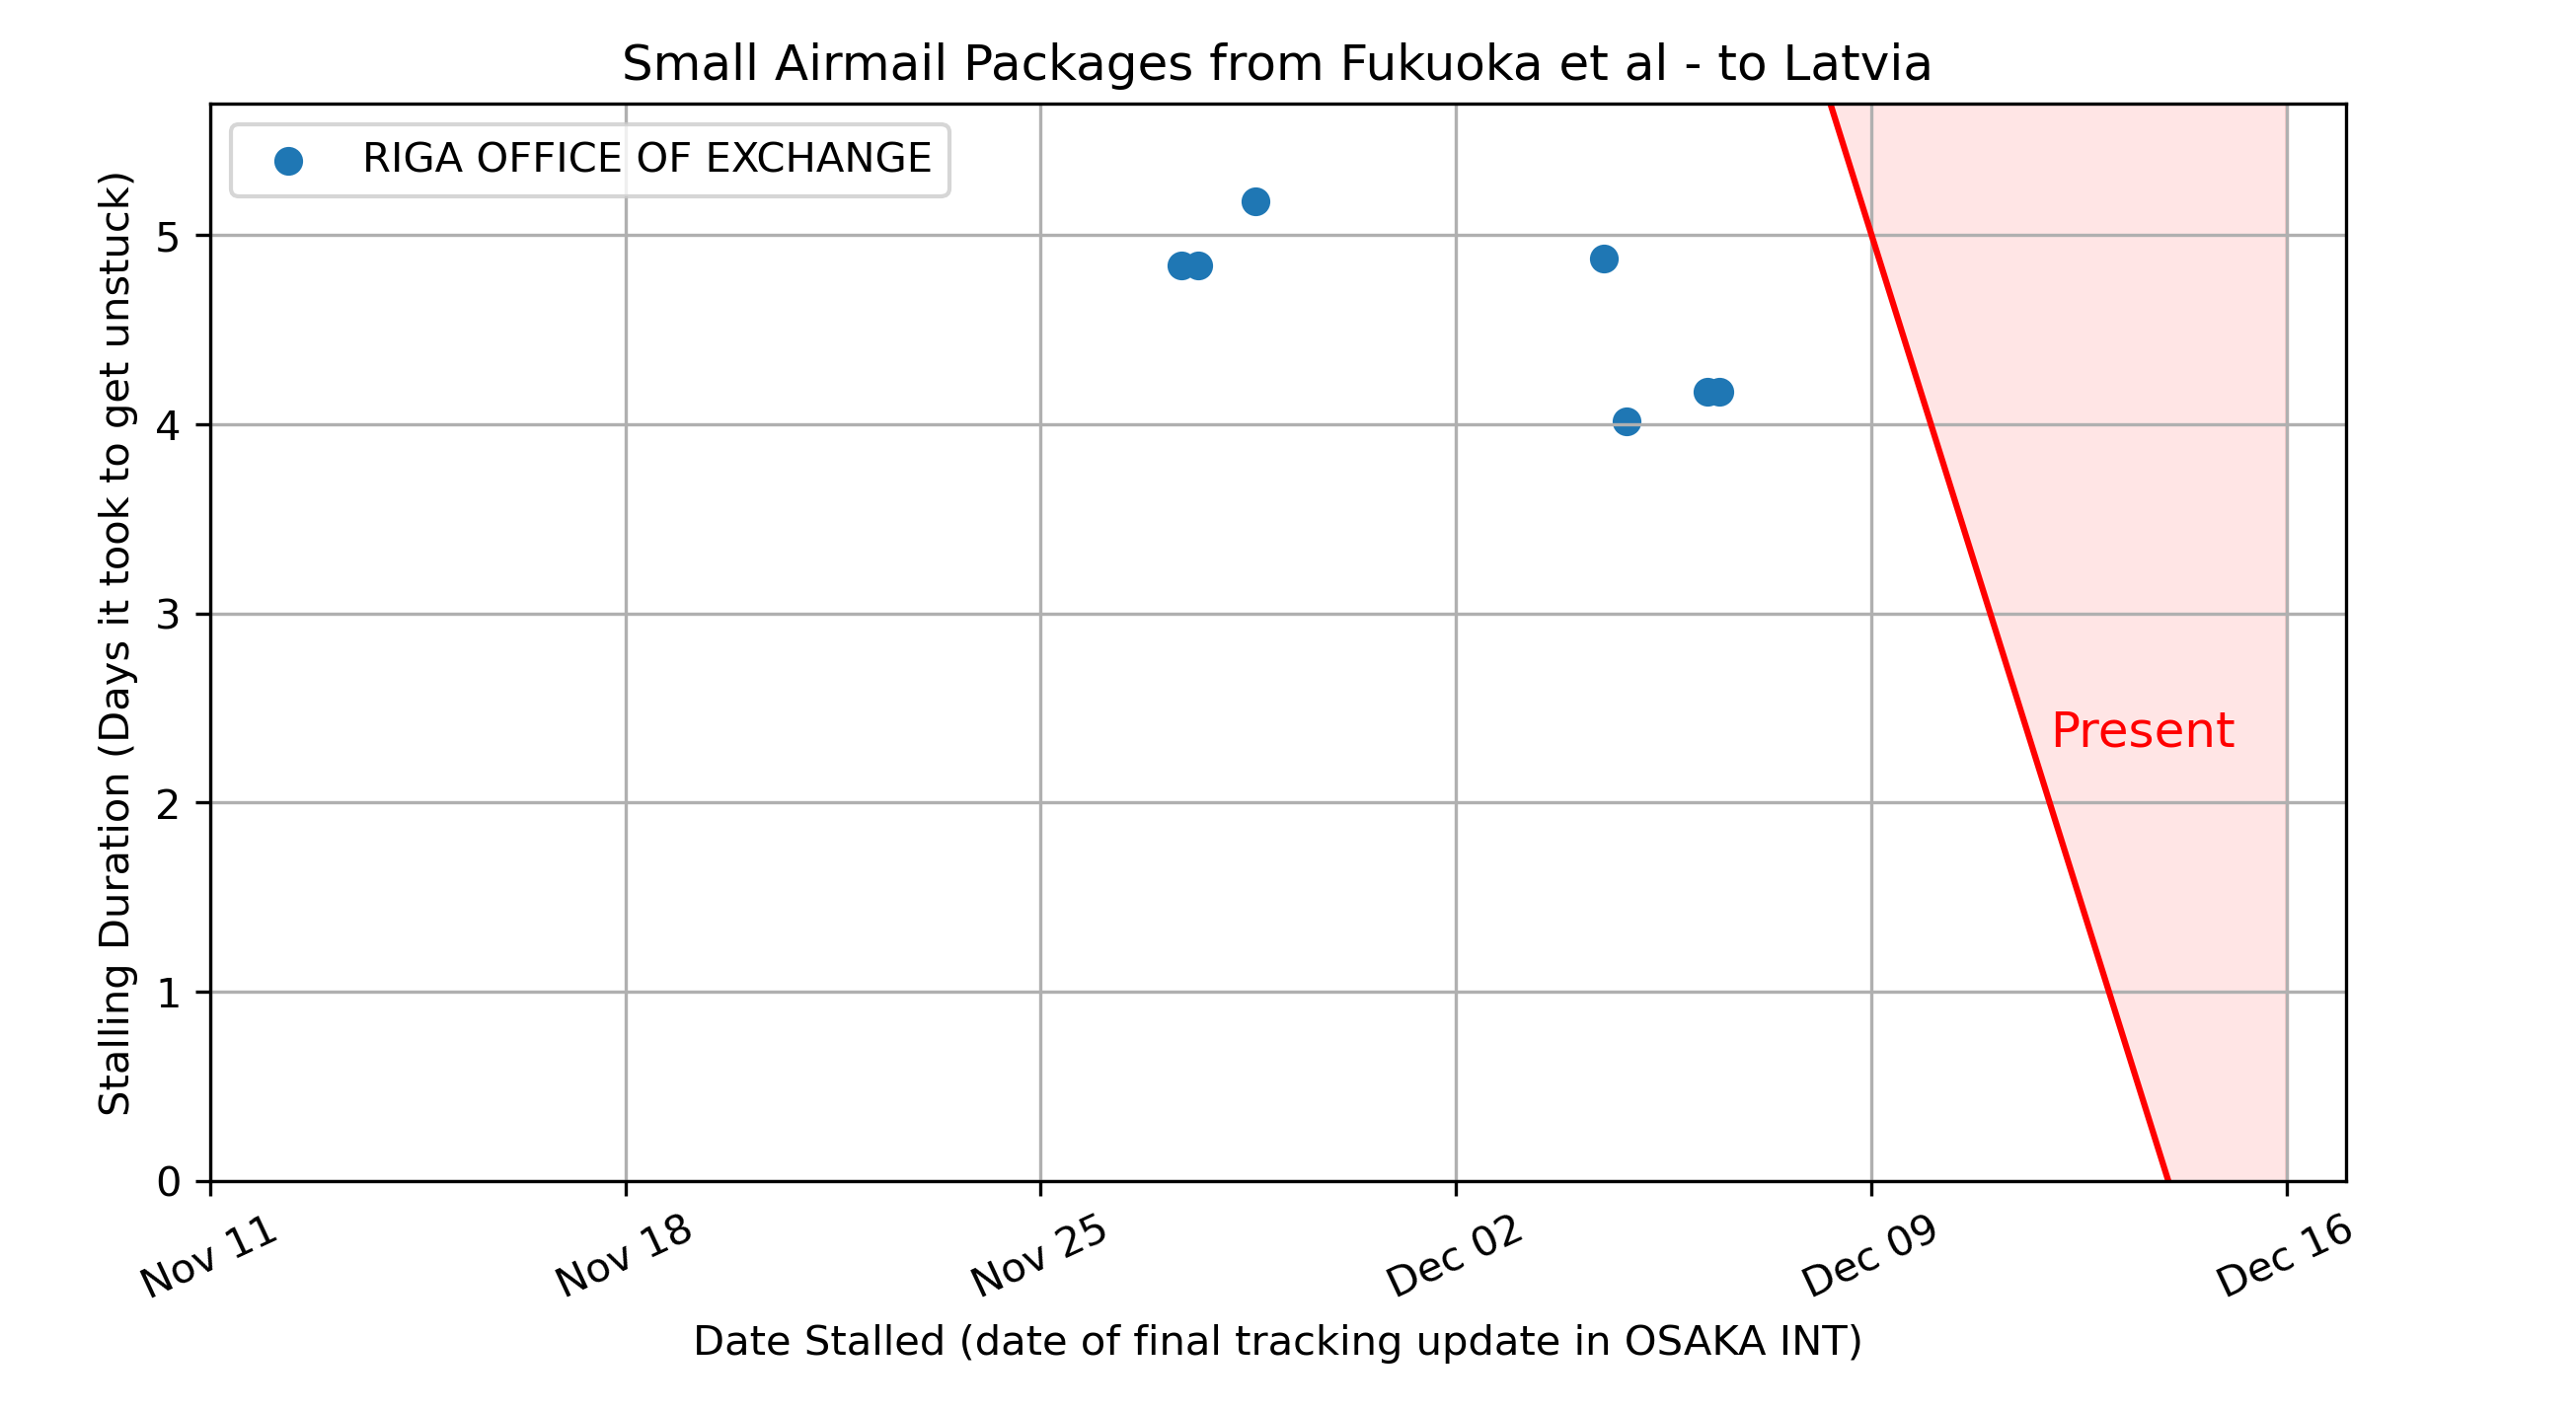 Small Airmail Packages from Fukuoka et al - to Latvia
RIGA OFFICE OF EXCHANGE
Stalling Duration (Days it took to get unstuck)
5
4
3
2
1
0
Present
Nov 11
Nov 18
Nov 25
Dec 02
Dec 09
Dec 16
Date Stalled (date of final tracking update in OSAKA INT)